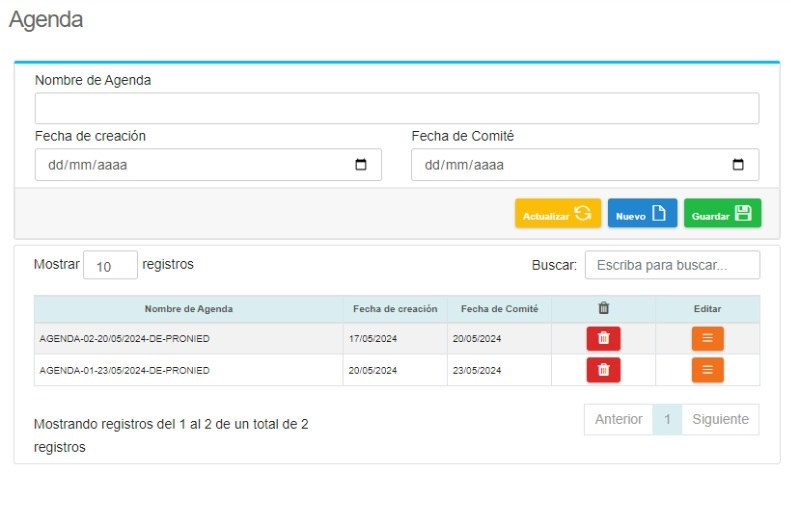 Agenda
Nombre de Agenda
Fecha de creación Fecha de Comité
dd/mm/aaaa dd/mm/aaaa
Actualizar Nuevo Guardar
Mostrar 10 registros Buscar: Escriba para buscar...
Nombre de Agenda Fecha de creación Fecha de Comité Editar
AGENDA-02-20/05/2024-DE-PRONIED 17/05/2024 20/05/2024
AGENDA-01-23/05/2024-DE-PRONIED 20/05/2024 23/05/2024
Mostrando registros del 1 al 2 de un total de 2
registros
Anterior 1 Siguiente